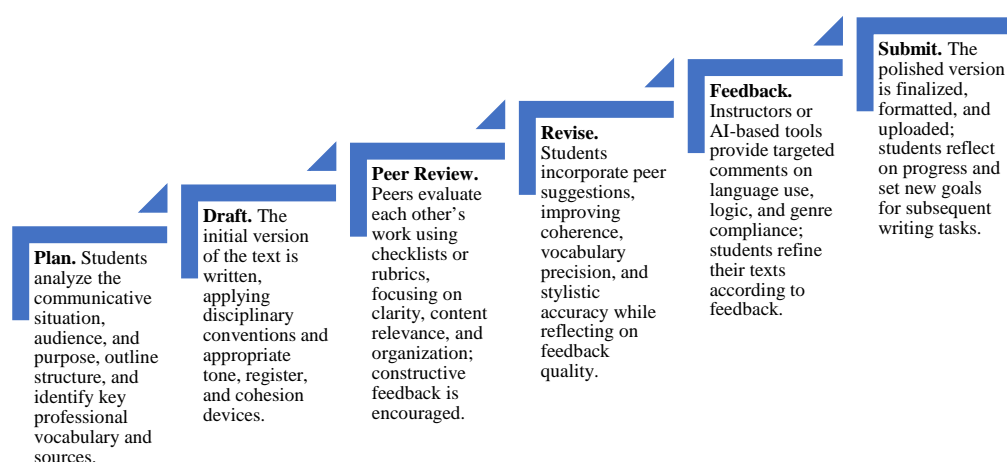 Plan. Students
analyze the
communicative
situation,
audience, and
purpose, outline
structure, and
identify key
professional
vocabulary and
sources.
Draft. The
initial version
of the text is
written,
applying
disciplinary
conventions and
appropriate
tone, register,
and cohesion
devices.
Peer Review.
Peers evaluate
each other’s
work using
checklists or
rubrics,
focusing on
clarity, content
relevance, and
organization;
constructive
feedback is
encouraged.
Revise.
Students
incorporate peer
suggestions,
improving
coherence,
vocabulary
precision, and
stylistic
accuracy while
reflecting on
feedback
quality.
Feedback.
Instructors or
AI-based tools
provide targeted
comments on
language use,
logic, and genre
compliance;
students refine
their texts
according to
feedback.
Submit. The
polished version
is finalized,
formatted, and
uploaded;
students reflect
on progress and
set new goals
for subsequent
writing tasks.